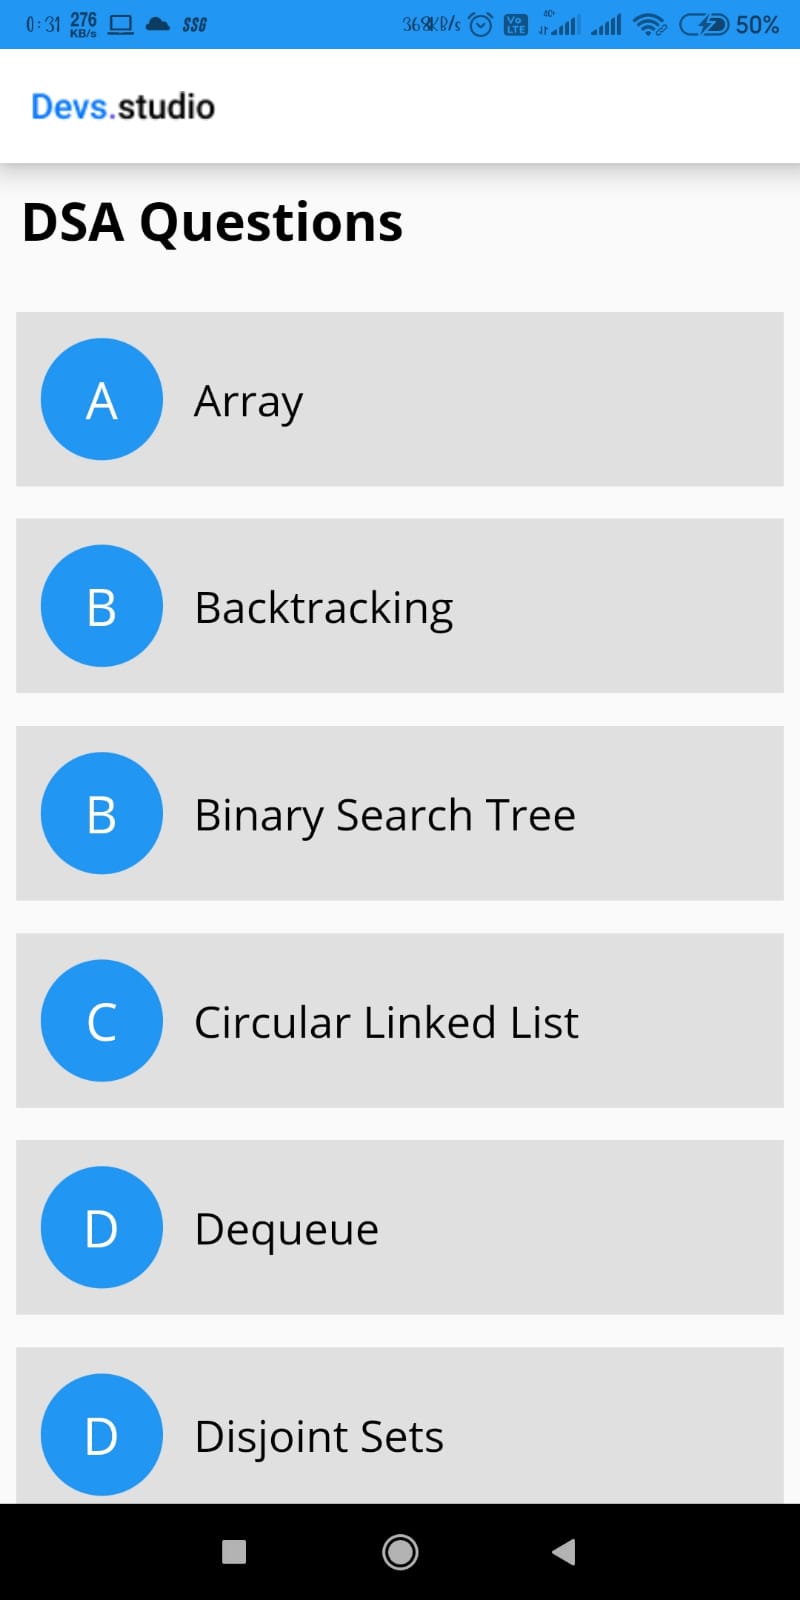 0:31 276 KB/s SSG 368KB/s Vo LTE 4G+ 50%
Devs.studio
DSA Questions
A Array
B Backtracking
B Binary Search Tree
C Circular Linked List
D Dequeue
D Disjoint Sets